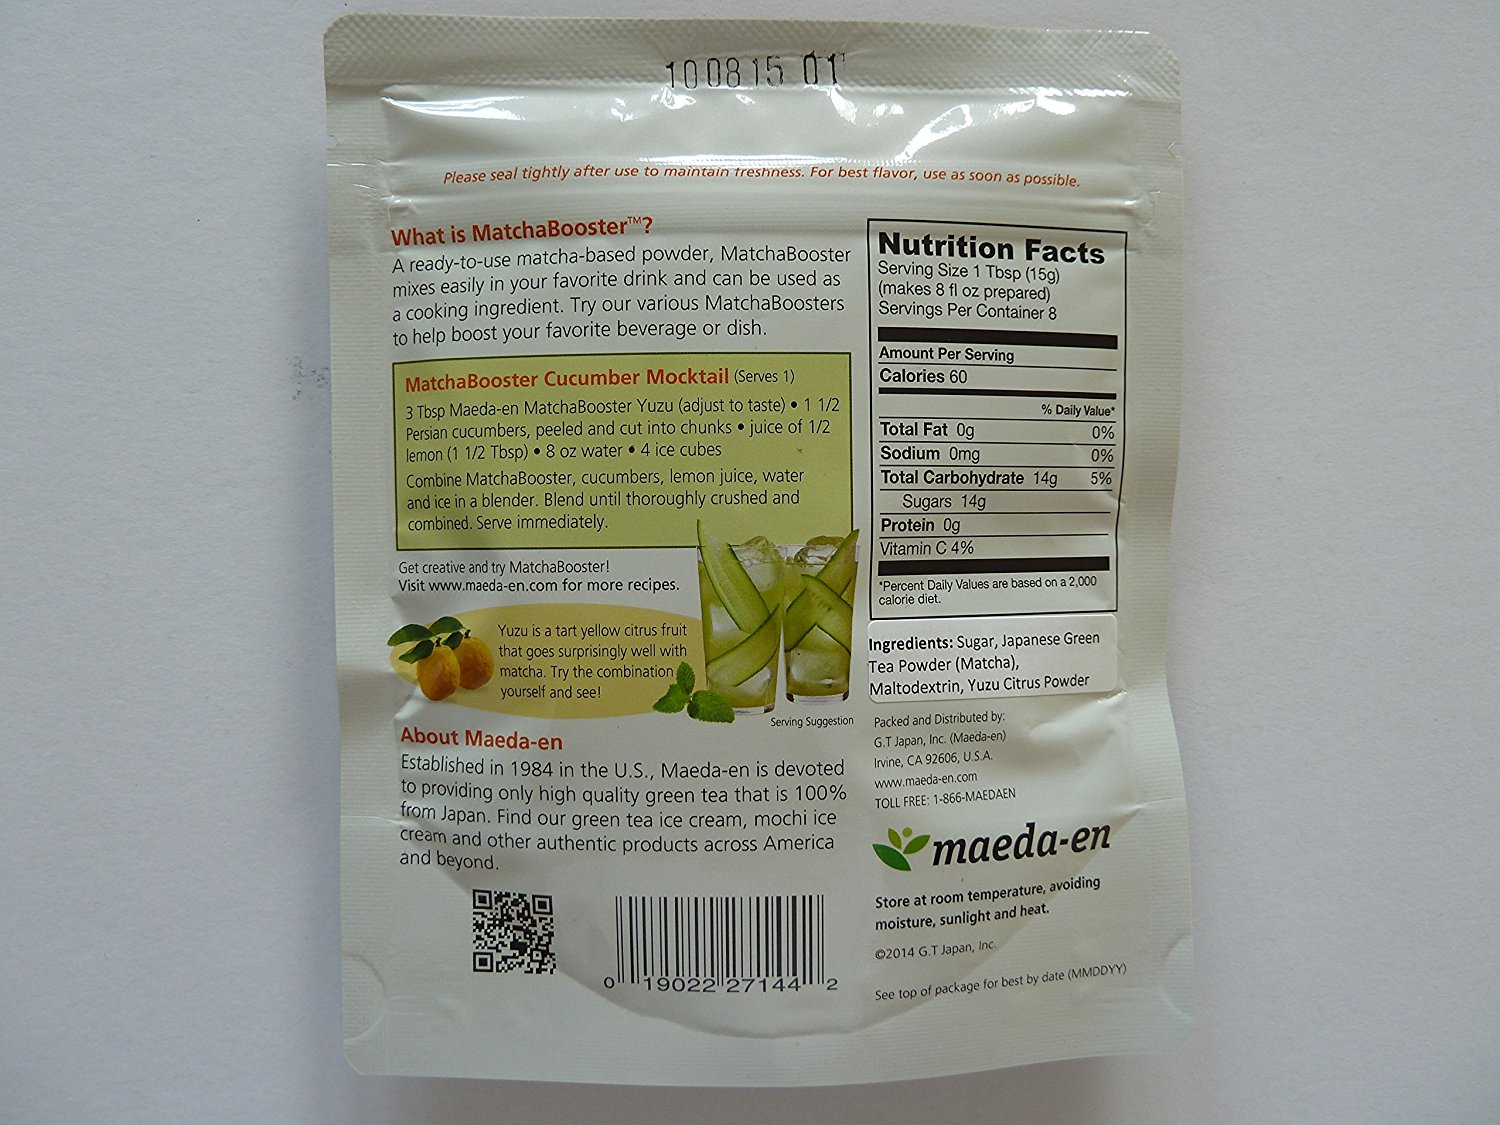 100815 01
Please seal tightly after use to maintain freshness. For best flavor, use as soon as possible.
What is MatchaBooster™?
A ready-to-use matcha-based powder, MatchaBooster
mixes easily in your favorite drink and can be used as
a cooking ingredient. Try our various MatchaBoosters
to help boost your favorite beverage or dish.
MatchaBooster Cucumber Mocktail (Serves 1)
3 Tbsp Maeda-en MatchaBooster Yuzu (adjust to taste) • 1 1/2
Persian cucumbers, peeled and cut into chunks • juice of 1/2
lemon (1 1/2 Tbsp) • 8 oz water • 4 ice cubes
Combine MatchaBooster, cucumbers, lemon juice, water
and ice in a blender. Blend until thoroughly crushed and
combined. Serve immediately.
Get creative and try MatchaBooster!
Visit www.maeda-en.com for more recipes.
Yuzu is a tart yellow citrus fruit
that goes surprisingly well with
matcha. Try the combination
yourself and see!
Serving Suggestion
About Maeda-en
Established in 1984 in the U.S., Maeda-en is devoted
to providing only high quality green tea that is 100%
from Japan. Find our green tea ice cream, mochi ice
cream and other authentic products across America
and beyond.
0 19022 27144 2
Nutrition Facts
Serving Size 1 Tbsp (15g)
(makes 8 fl oz prepared)
Servings Per Container 8
Amount Per Serving
Calories 60
% Daily Value*
Total Fat 0g 0%
Sodium 0mg 0%
Total Carbohydrate 14g 5%
Sugars 14g
Protein 0g
Vitamin C 4%
*Percent Daily Values are based on a 2,000
calorie diet.
Ingredients: Sugar, Japanese Green
Tea Powder (Matcha),
Maltodextrin, Yuzu Citrus Powder
Packed and Distributed by:
G.T Japan, Inc. (Maeda-en)
Irvine, CA 92606, U.S.A.
www.maeda-en.com
TOLL FREE: 1-866-MAEDAEN
maeda-en
Store at room temperature, avoiding
moisture, sunlight and heat.
©2014 G.T Japan, Inc.
See top of package for best by date (MMDDYY)